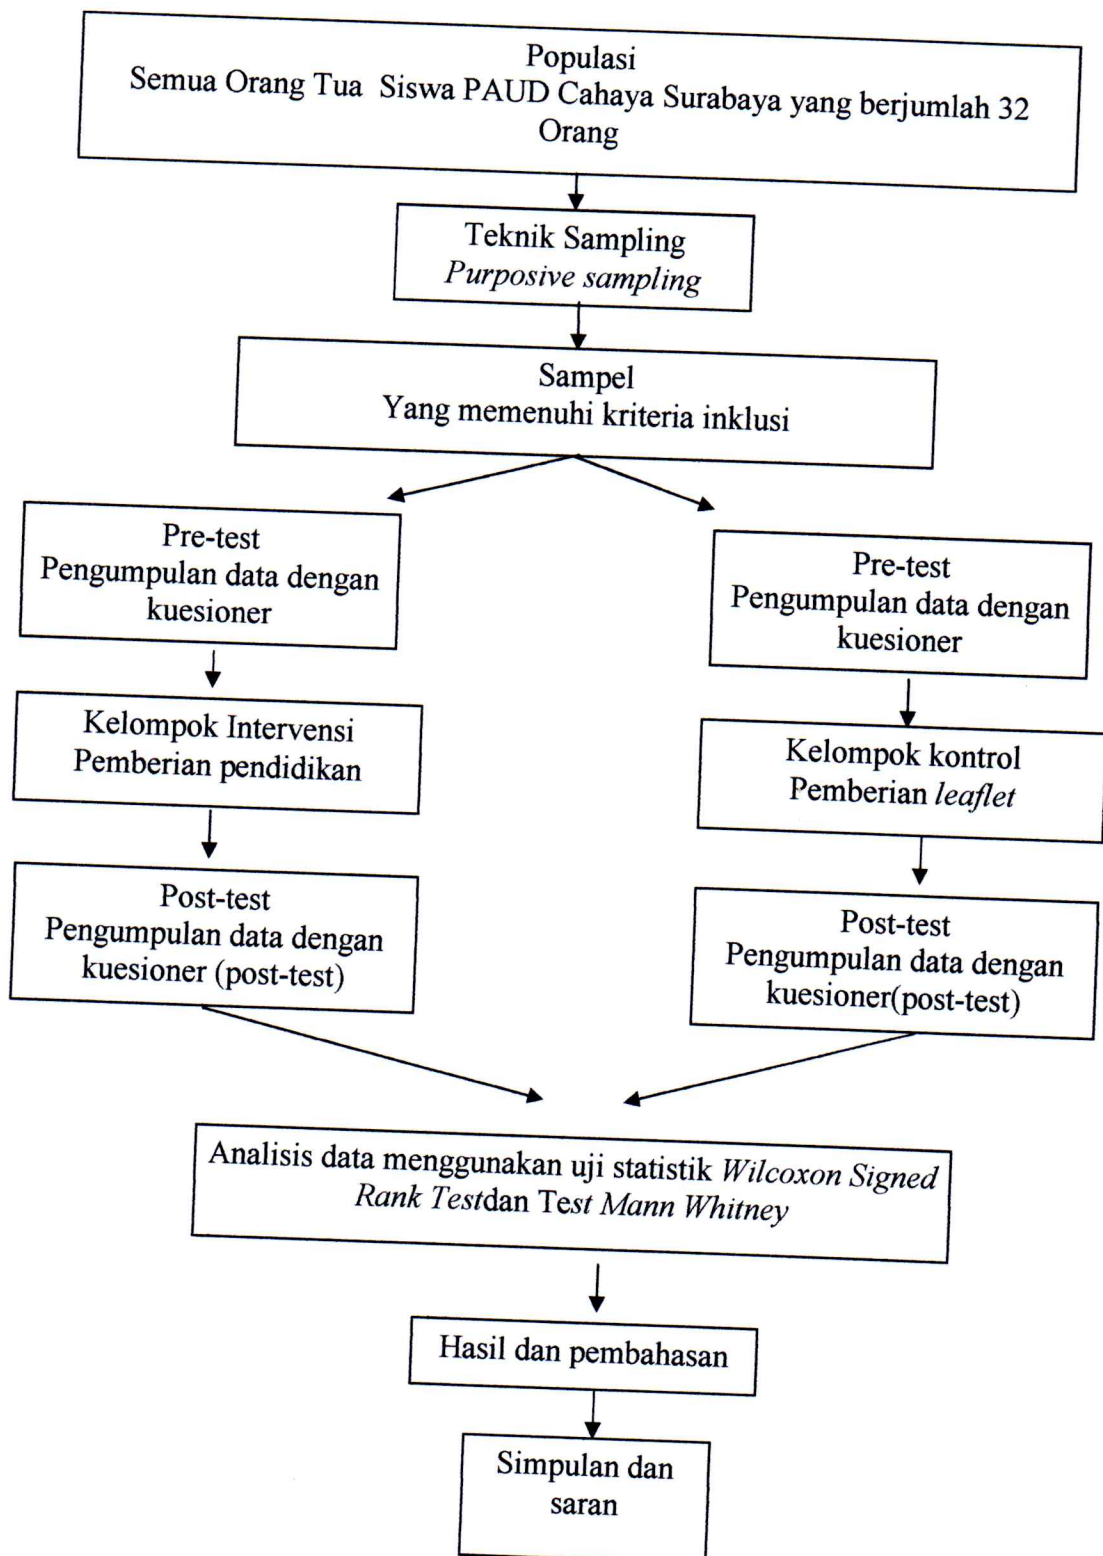 Populasi
Semua Orang Tua Siswa PAUD Cahaya Surabaya yang berjumlah 32
Orang
Teknik Sampling
Purposive sampling
Sampel
Yang memenuhi kriteria inklusi
Pre-test
Pengumpulan data dengan
kuesioner
Pre-test
Pengumpulan data dengan
kuesioner
Kelompok Intervensi
Pemberian pendidikan
Kelompok kontrol
Pemberian leaflet
Post-test
Pengumpulan data dengan
kuesioner (post-test)
Post-test
Pengumpulan data dengan
kuesioner(post-test)
Analisis data menggunakan uji statistik Wilcoxon Signed
Rank Testdan Test Mann Whitney
Hasil dan pembahasan
Simpulan dan
saran